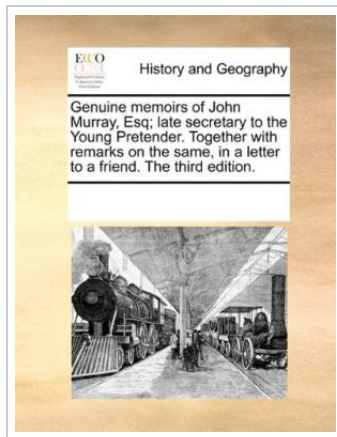 ECCO
History and Geography
Genuine memoirs of John
Murray, Esq; late secretary to the
Young Pretender. Together with
remarks on the same, in a letter
to a friend. The third edition.